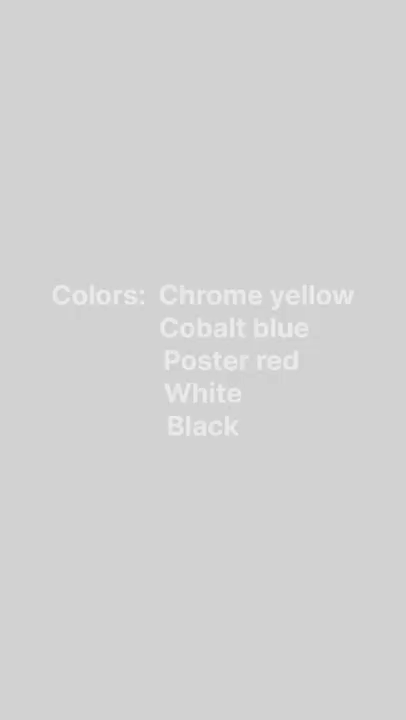 Colors: Chrome yellow
Cobalt blue
Poster red
White
Black